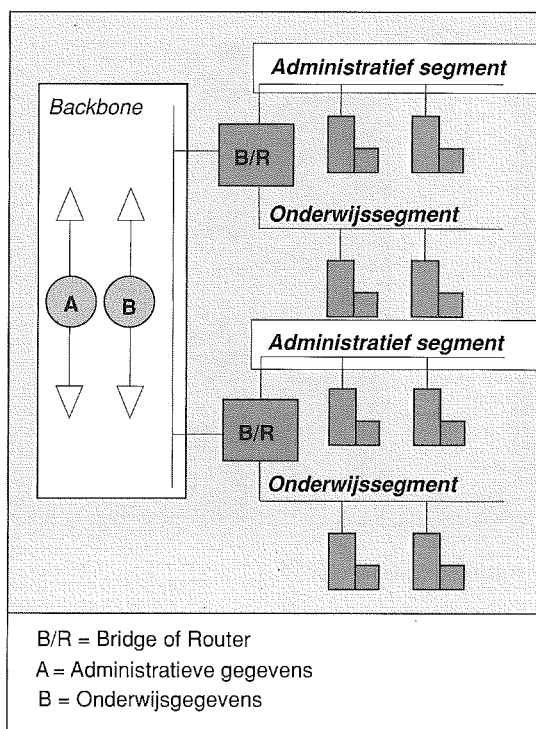 Administratief segment
Backbone
B/R
Onderwijssegment
A B
Administratief segment
B/R
Onderwijssegment
B/R = Bridge of Router
A = Administratieve gegevens
B = Onderwijsgegevens